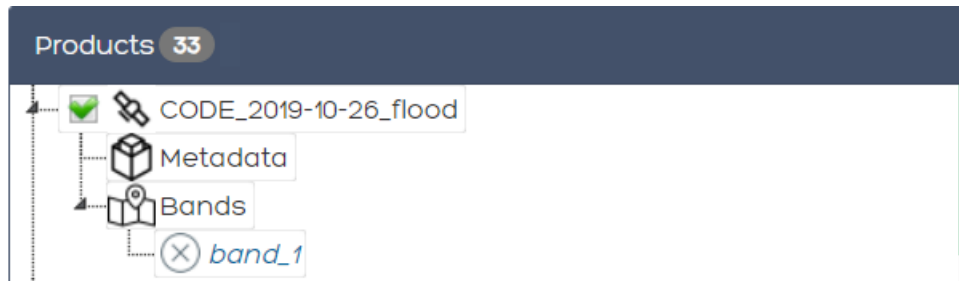 Products 33
CODE_2019-10-26_flood
Metadata
Bands
band_1